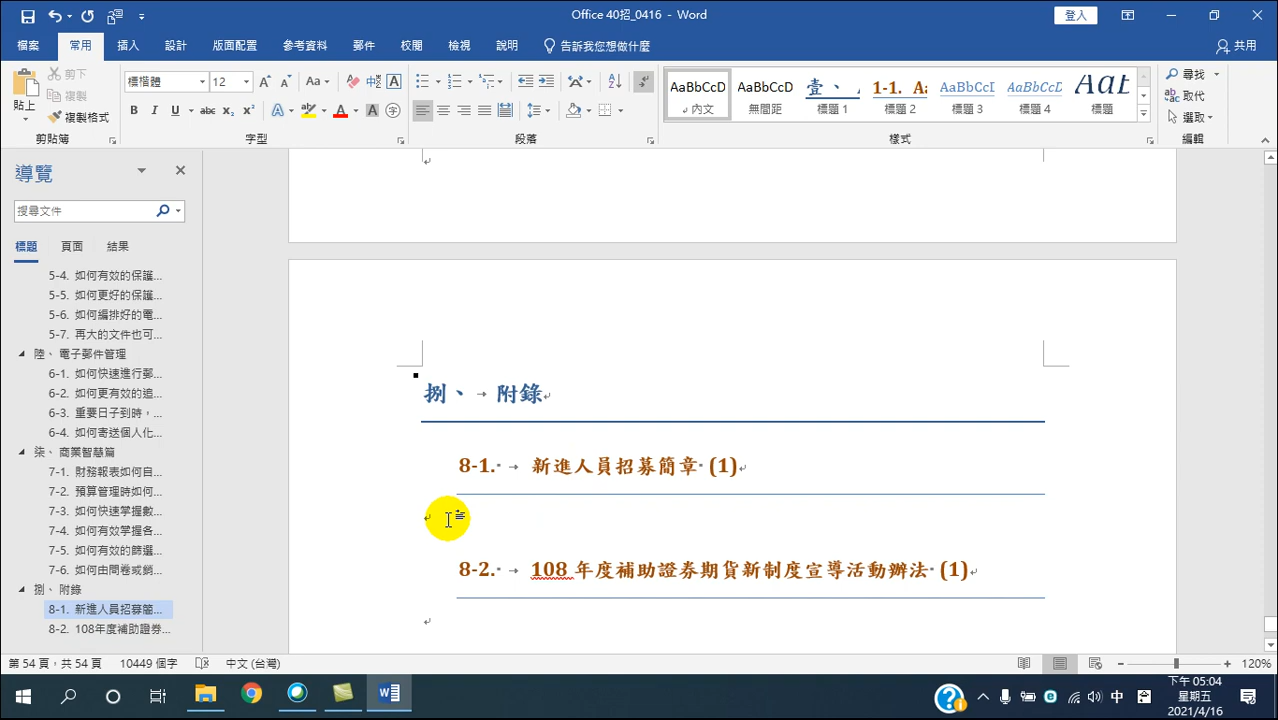 Office 40招_0416 - Word
登入
檔案 常用 插入 設計 版面配置 參考資料 郵件 校閱 檢視 說明 告訴我您想做什麼 共用
貼上 剪下 複製 複製格式
標楷體 12
AaBbCcD AaBbCcD 壹、 1-1. Aa AaBbCcD AaBbCcD AaB
內文 無間距 標題 1 標題 2 標題 3 標題 4 標題
尋找 取代 選取
剪貼簿 字型 段落 樣式 編輯
導覽
搜尋文件
標題 頁面 結果
5-4. 如何有效的保護...
5-5. 如何更好的保護...
5-6. 如何編排好的電...
5-7. 再大的文件也可...
陸、 電子郵件管理
6-1. 如何快速進行郵...
6-2. 如何更有效的追...
6-3. 重要日子到時，...
6-4. 如何寄送個人化...
柒、 商業智慧篇
7-1. 財務報表如何自...
7-2. 預算管理時如何...
7-3. 如何快速掌握數...
7-4. 如何有效掌握各...
7-5. 如何有效的篩選...
7-6. 如何由問卷或銷...
捌、 附錄
8-1. 新進人員招募簡...
8-2. 108年度補助證券...
捌、 附錄
8-1. 新進人員招募簡章 (1)
8-2. 108 年度補助證券期貨新制度宣導活動辦法 (1)
第 54 頁，共 54 頁 10449 個字 中文 (台灣) 120%
中
下午 05:04
星期五
2021/4/16